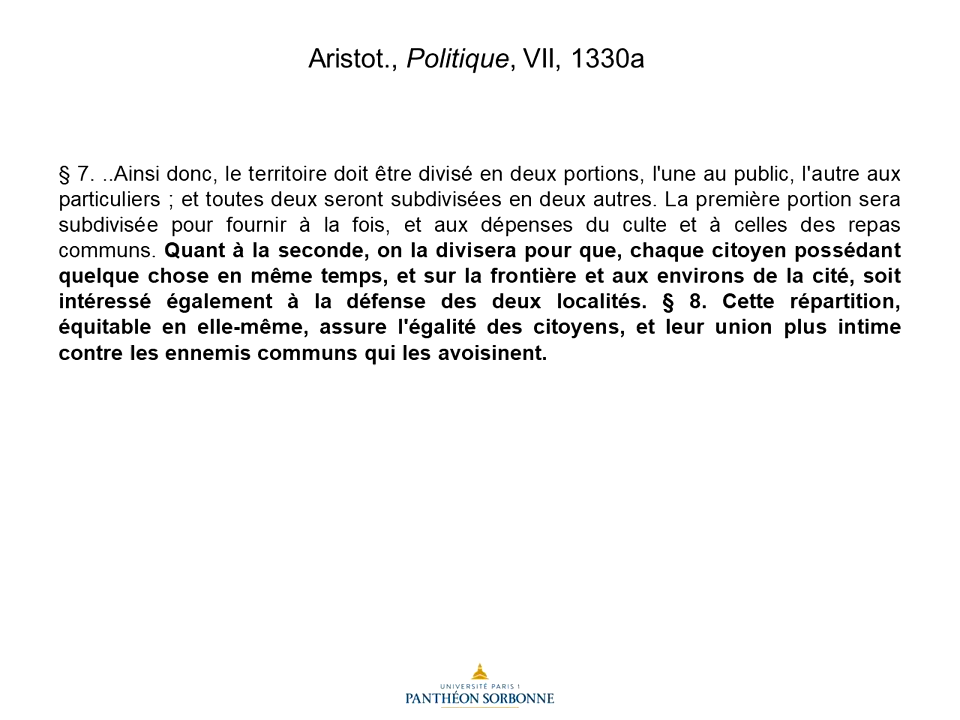 Aristot., Politique, VII, 1330a
§ 7. ..Ainsi donc, le territoire doit être divisé en deux portions, l'une au public, l'autre aux
particuliers ; et toutes deux seront subdivisées en deux autres. La première portion sera
subdivisée pour fournir à la fois, et aux dépenses du culte et à celles des repas
communs. Quant à la seconde, on la divisera pour que, chaque citoyen possédant
quelque chose en même temps, et sur la frontière et aux environs de la cité, soit
intéressé également à la défense des deux localités. § 8. Cette répartition,
équitable en elle-même, assure l'égalité des citoyens, et leur union plus intime
contre les ennemis communs qui les avoisinent.
UNIVERSITÉ PARIS 1
PANTHÉON SORBONNE